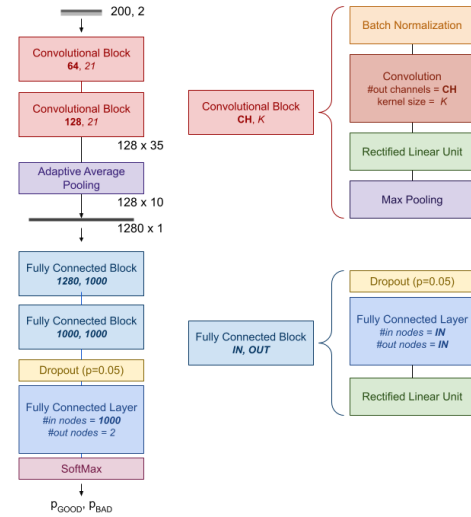 200, 2
Convolutional Block
64, 21
Convolutional Block
128, 21
128 x 35
Adaptive Average
Pooling
128 x 10
1280 x 1
Fully Connected Block
1280, 1000
Fully Connected Block
1000, 1000
Dropout (p=0.05)
Fully Connected Layer
#in nodes = 1000
#out nodes = 2
SoftMax
pGOOD, pBAD
Convolutional Block
CH, K
Batch Normalization
Convolution
#out channels = CH
kernel size = K
Rectified Linear Unit
Max Pooling
Fully Connected Block
IN, OUT
Dropout (p=0.05)
Fully Connected Layer
#in nodes = IN
#out nodes = IN
Rectified Linear Unit